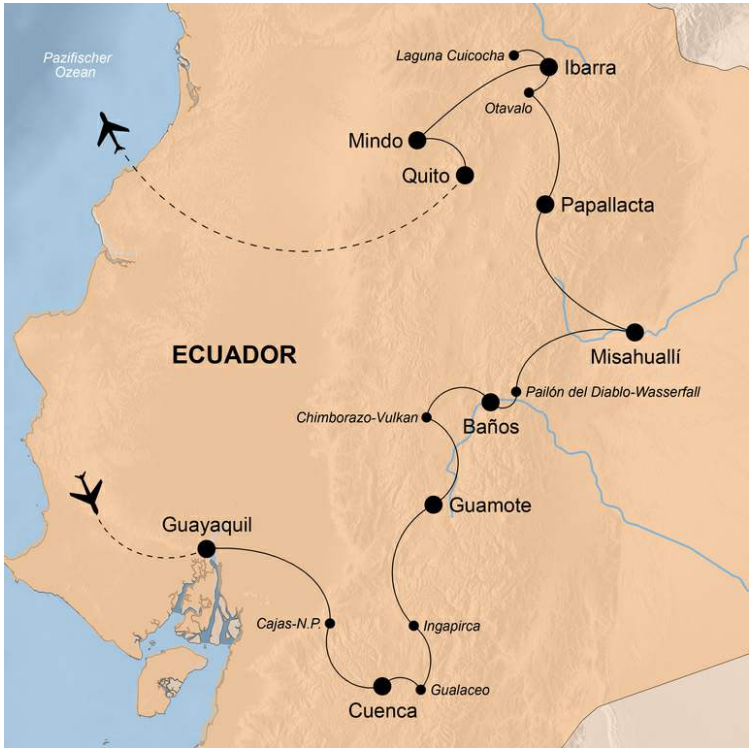 Pazifischer
Ozean
Laguna Cuicocha
Ibarra
Otavalo
Mindo
Quito
Papallacta
ECUADOR
Misahuallí
Pailón del Diablo-Wasserfall
Baños
Chimborazo-Vulkan
Guamote
Guayaquil
Cajas-N.P.
Ingapirca
Gualaceo
Cuenca